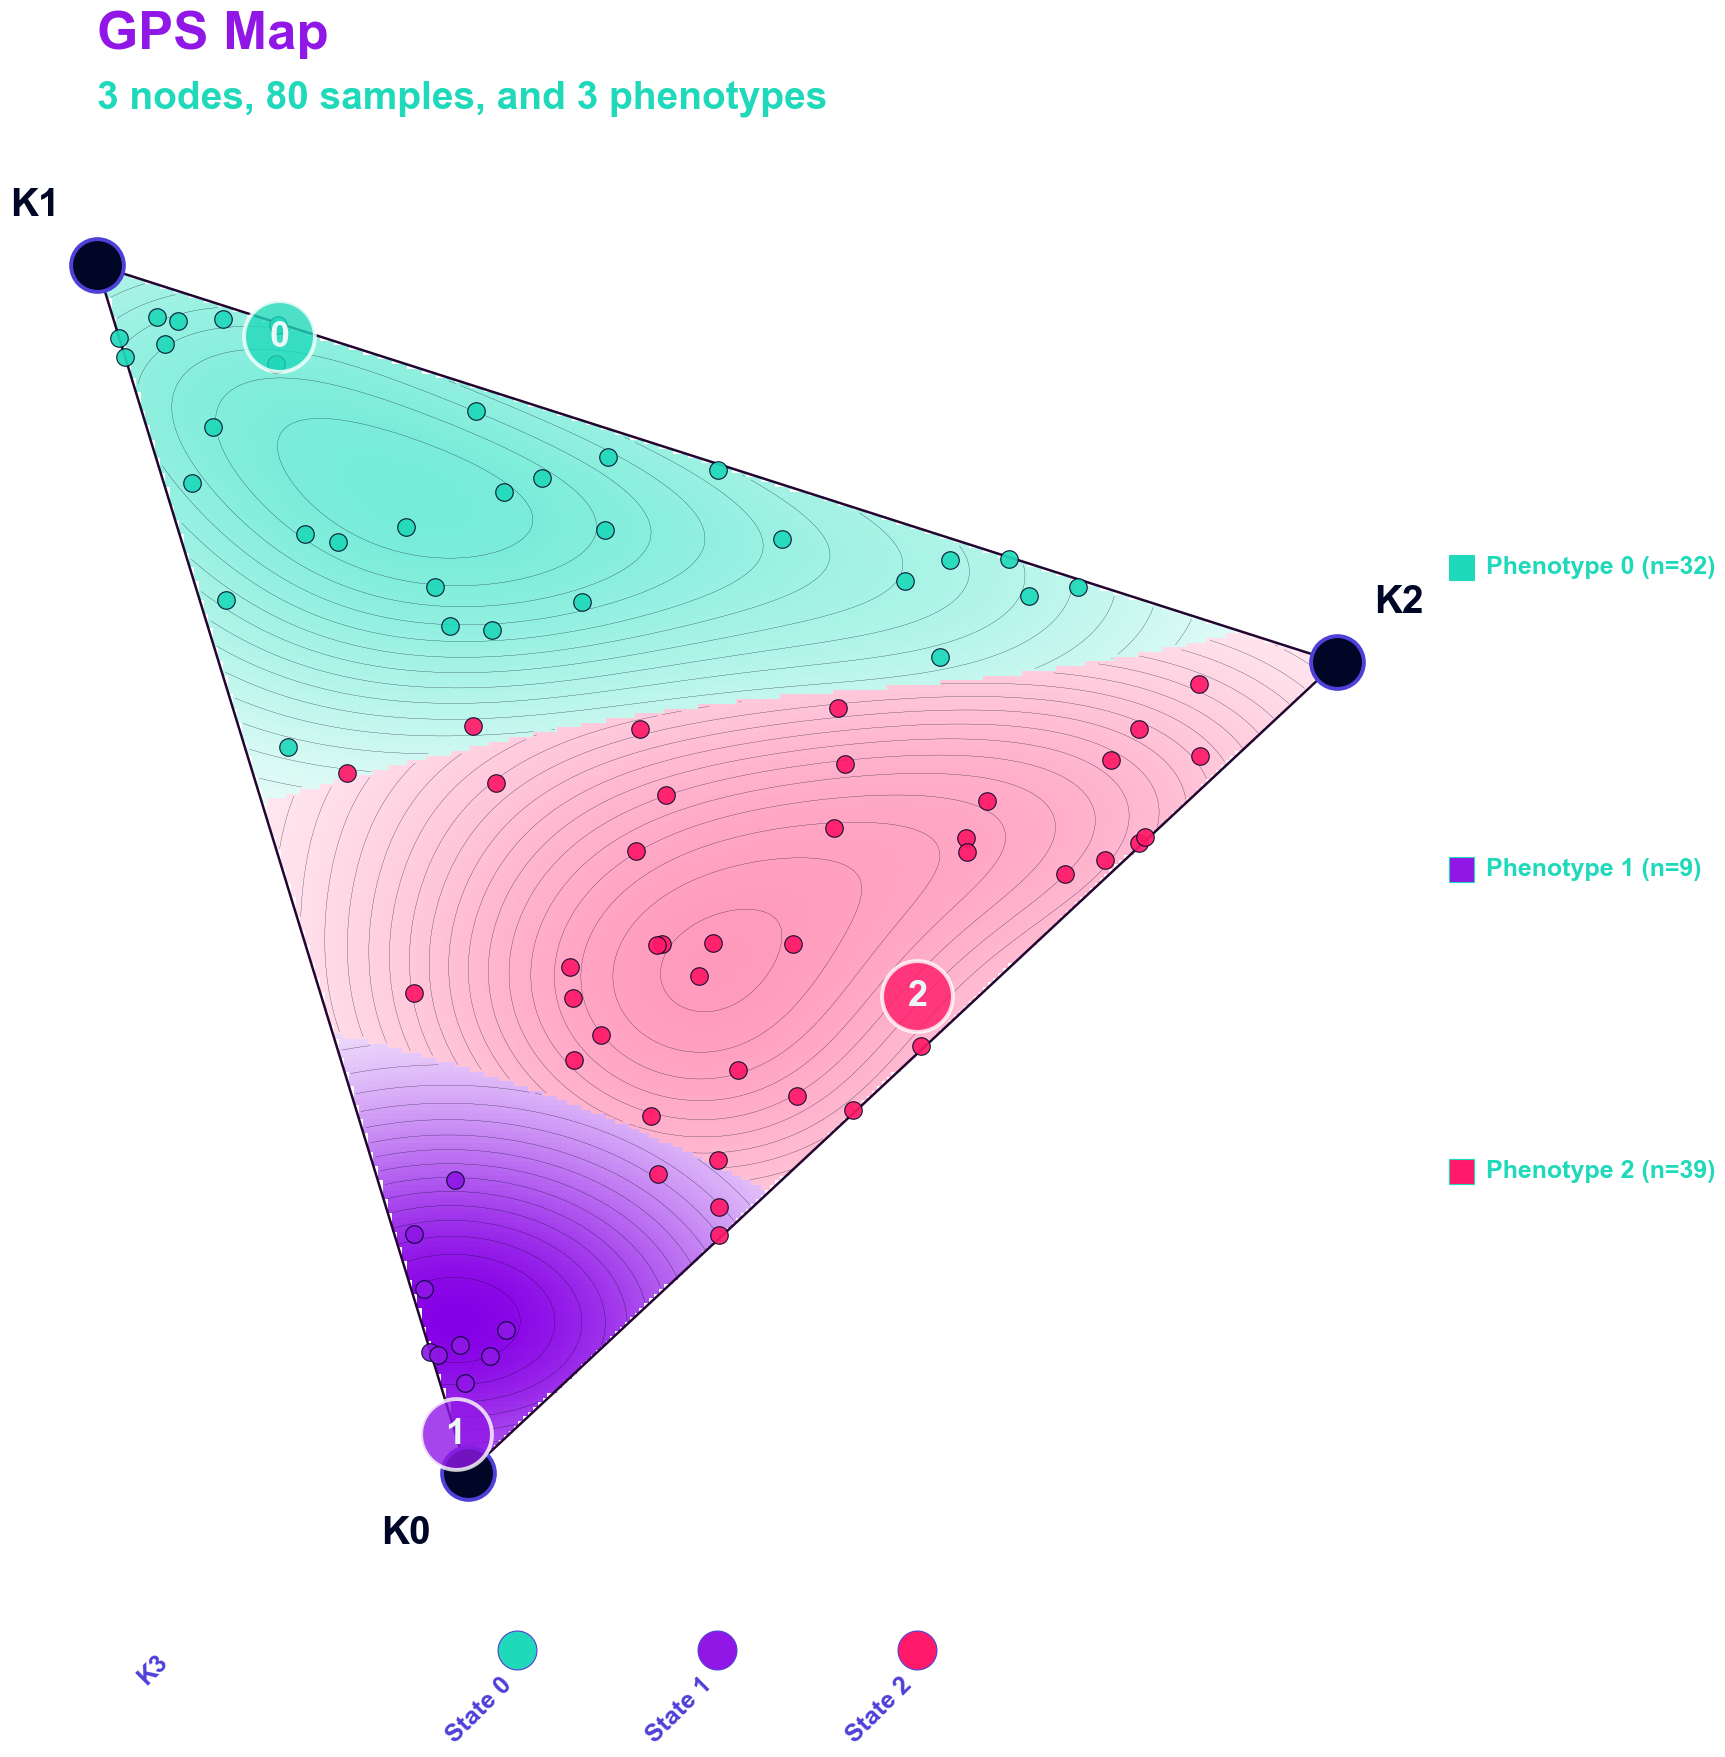 GPS Map
3 nodes, 80 samples, and 3 phenotypes
K1
0
Phenotype 0 (n=32)
K2
Phenotype 1 (n=9)
2
Phenotype 2 (n=39)
1
K0
K3
State 0
State 1
State 2